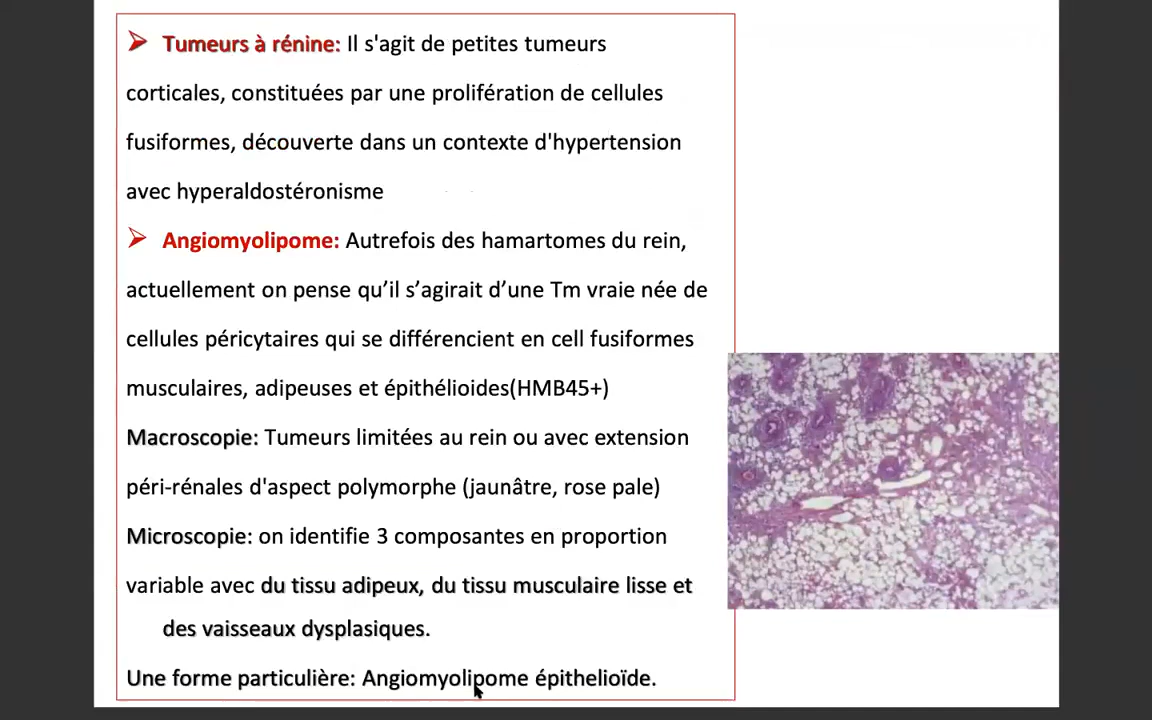 ➢ Tumeurs à rénine: Il s'agit de petites tumeurs
corticales, constituées par une prolifération de cellules
fusiformes, découverte dans un contexte d'hypertension
avec hyperaldostéronisme
➢ Angiomyolipome: Autrefois des hamartomes du rein,
actuellement on pense qu’il s’agirait d’une Tm vraie née de
cellules péricytaires qui se différencient en cell fusiformes
musculaires, adipeuses et épithélioides(HMB45+)
Macroscopie: Tumeurs limitées au rein ou avec extension
péri-rénales d'aspect polymorphe (jaunâtre, rose pale)
Microscopie: on identifie 3 composantes en proportion
variable avec du tissu adipeux, du tissu musculaire lisse et
des vaisseaux dysplasiques.
Une forme particulière: Angiomyolipome épithelioïde.